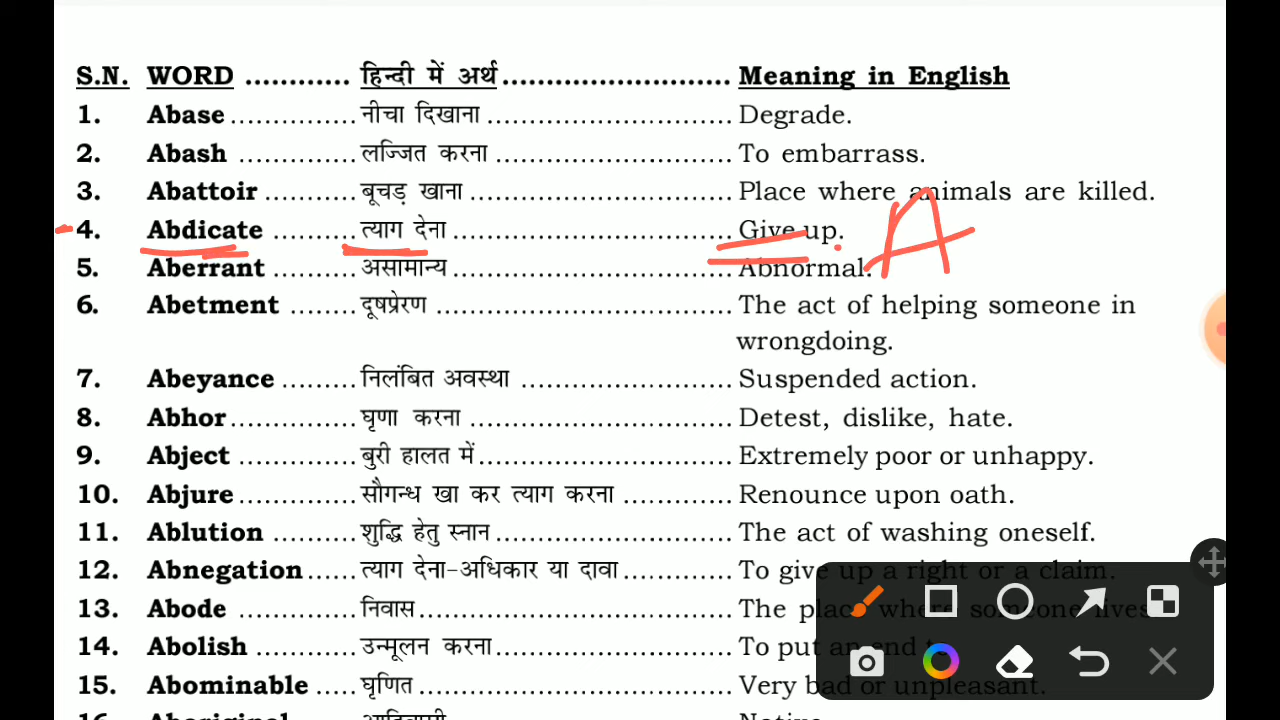 S.N. WORD ............ हिन्दी में अर्थ.......................... Meaning in English
1. Abase ............... नीचा दिखाना ............................ Degrade.
2. Abash .............. लज्जित करना ........................... To embarrass.
3. Abattoir ........... बूचड़ खाना .............................. Place where animals are killed.
4. Abdicate .......... त्याग देना ................................ Give up. A
5. Aberrant .......... असामान्य ................................ Abnormal.
6. Abetment ........ दूषप्रेरण .................................. The act of helping someone in
wrongdoing.
7. Abeyance ......... निलंबित अवस्था ........................ Suspended action.
8. Abhor ............... घृणा करना .............................. Detest, dislike, hate.
9. Abject .............. बुरी हालत में............................. Extremely poor or unhappy.
10. Abjure .............. सौगन्ध खा कर त्याग करना ............ Renounce upon oath.
11. Ablution .......... शुद्धि हेतु स्नान ............................ The act of washing oneself.
12. Abnegation ...... त्याग देना-अधिकार या दावा ............ To give up a right or a claim.
13. Abode .............. निवास.................................... The place where someone lives
14. Abolish ............ उन्मूलन करना........................... To put an end to
15. Abominable ..... घृणित ................................... Very bad or unpleasant.
16. Aboriginal ....... आदिवासी ................................ Native.